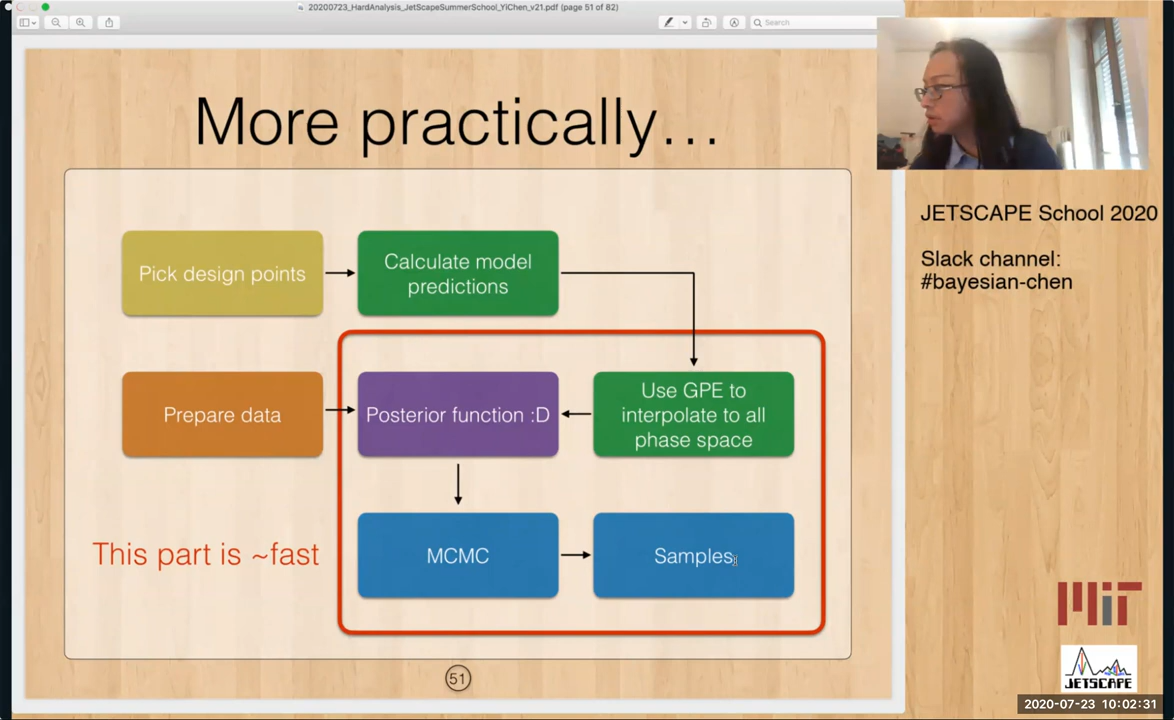 20200723_HardAnalysis_JetScapeSummerSchool_YiChen_v21.pdf (page 51 of 82)
Search
More practically…
Pick design points
Calculate model
predictions
Prepare data
Posterior function :D
Use GPE to
interpolate to all
phase space
This part is ~fast
MCMC
Samples
51
JETSCAPE School 2020
Slack channel:
#bayesian-chen
MIT
JETSCAPE
2020-07-23 10:02:31